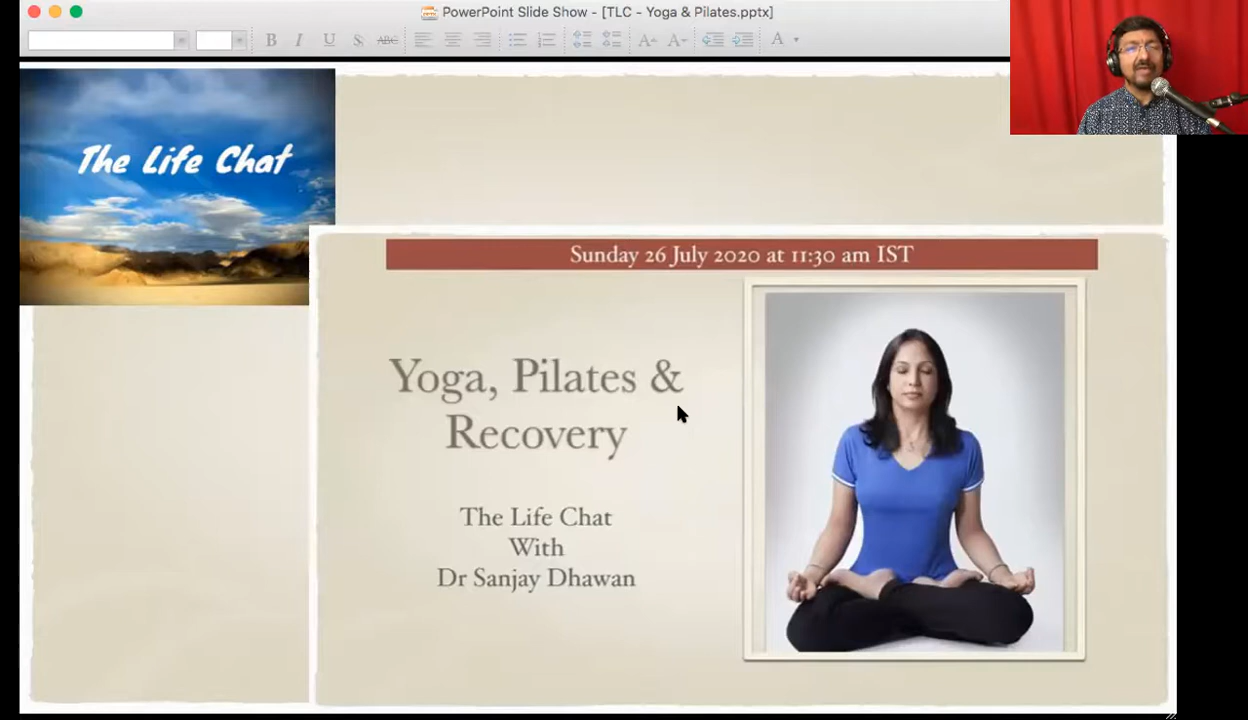 PowerPoint Slide Show - [TLC - Yoga & Pilates.pptx]
B I U S ABC A A A
The Life Chat
Sunday 26 July 2020 at 11:30 am IST
Yoga, Pilates &
Recovery
The Life Chat
With
Dr Sanjay Dhawan